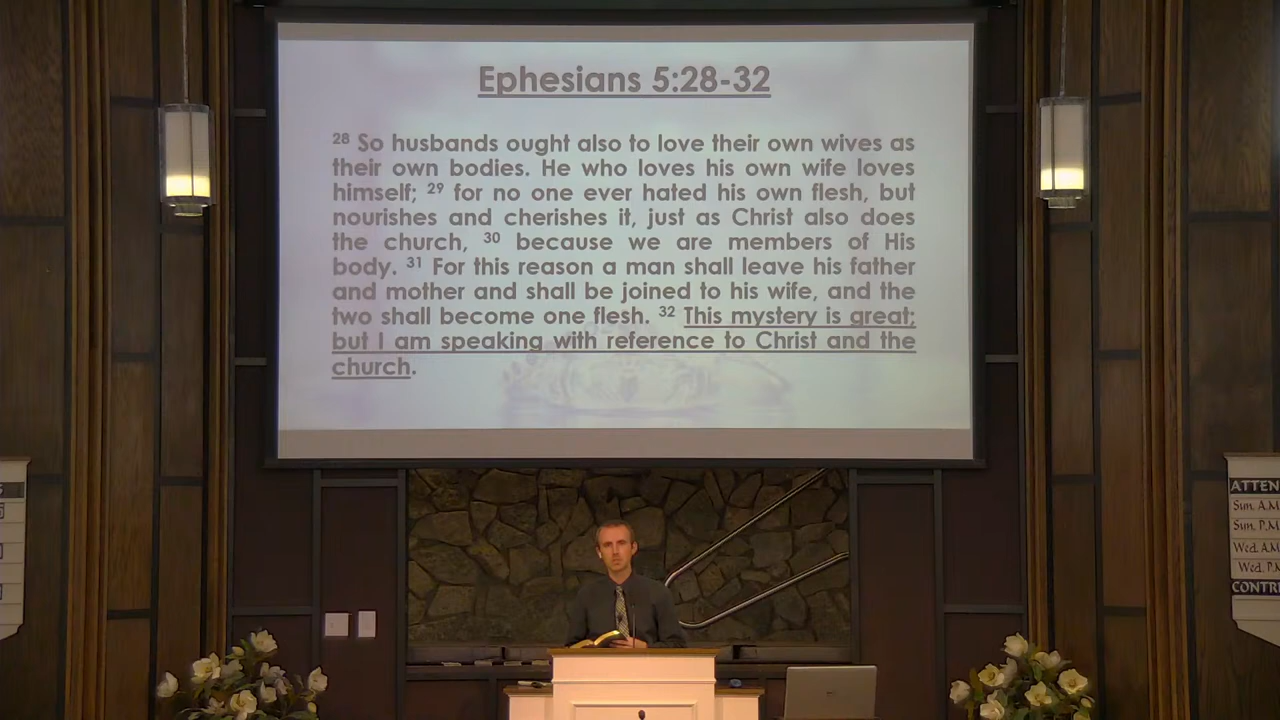 Ephesians 5:28-32
28 So husbands ought also to love their own wives as
their own bodies. He who loves his own wife loves
himself; 29 for no one ever hated his own flesh, but
nourishes and cherishes it, just as Christ also does
the church, 30 because we are members of His
body. 31 For this reason a man shall leave his father
and mother and shall be joined to his wife, and the
two shall become one flesh. 32 This mystery is great;
but I am speaking with reference to Christ and the
church.
ATTEN
Sun. A.M
Sun. P.M
Wed. A.M
Wed. P.M
CONTR